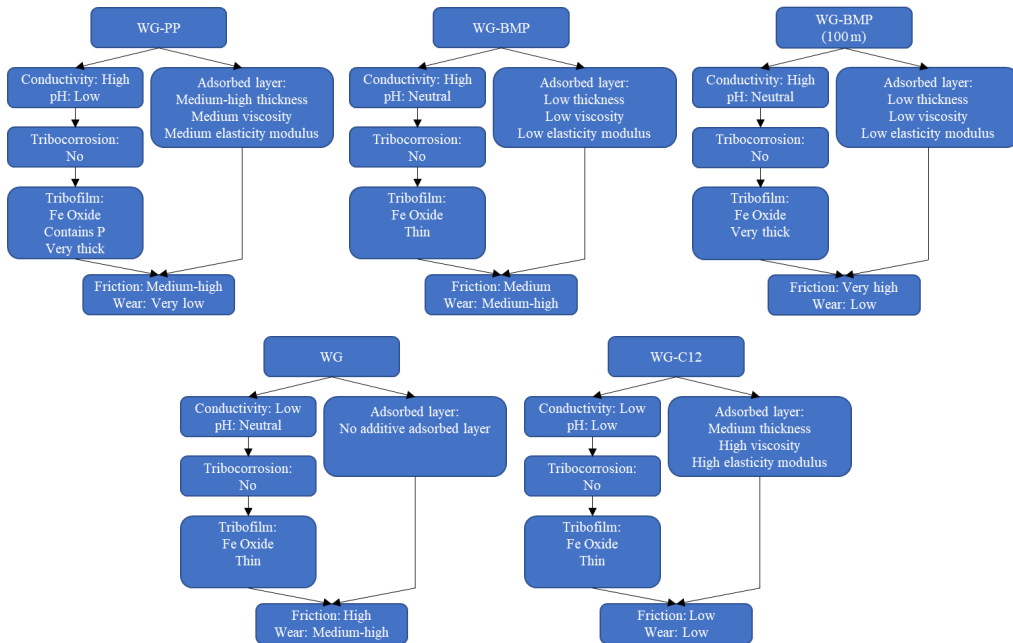 WG-PP
Conductivity: High
pH: Low
Adsorbed layer:
Medium-high thickness
Medium viscosity
Medium elasticity modulus
Tribocorrosion:
No
Tribofilm:
Fe Oxide
Contains P
Very thick
Friction: Medium-high
Wear: Very low
WG-BMP
Conductivity: High
pH: Neutral
Adsorbed layer:
Low thickness
Low viscosity
Low elasticity modulus
Tribocorrosion:
No
Tribofilm:
Fe Oxide
Thin
Friction: Medium
Wear: Medium-high
WG-BMP
(100 m)
Conductivity: High
pH: Neutral
Adsorbed layer:
Low thickness
Low viscosity
Low elasticity modulus
Tribocorrosion:
No
Tribofilm:
Fe Oxide
Very thick
Friction: Very high
Wear: Low
WG
Conductivity: Low
pH: Neutral
Adsorbed layer:
No additive adsorbed layer
Tribocorrosion:
No
Tribofilm:
Fe Oxide
Thin
Friction: High
Wear: Medium-high
WG-C12
Conductivity: Low
pH: Low
Adsorbed layer:
Medium thickness
High viscosity
High elasticity modulus
Tribocorrosion:
No
Tribofilm:
Fe Oxide
Thin
Friction: Low
Wear: Low